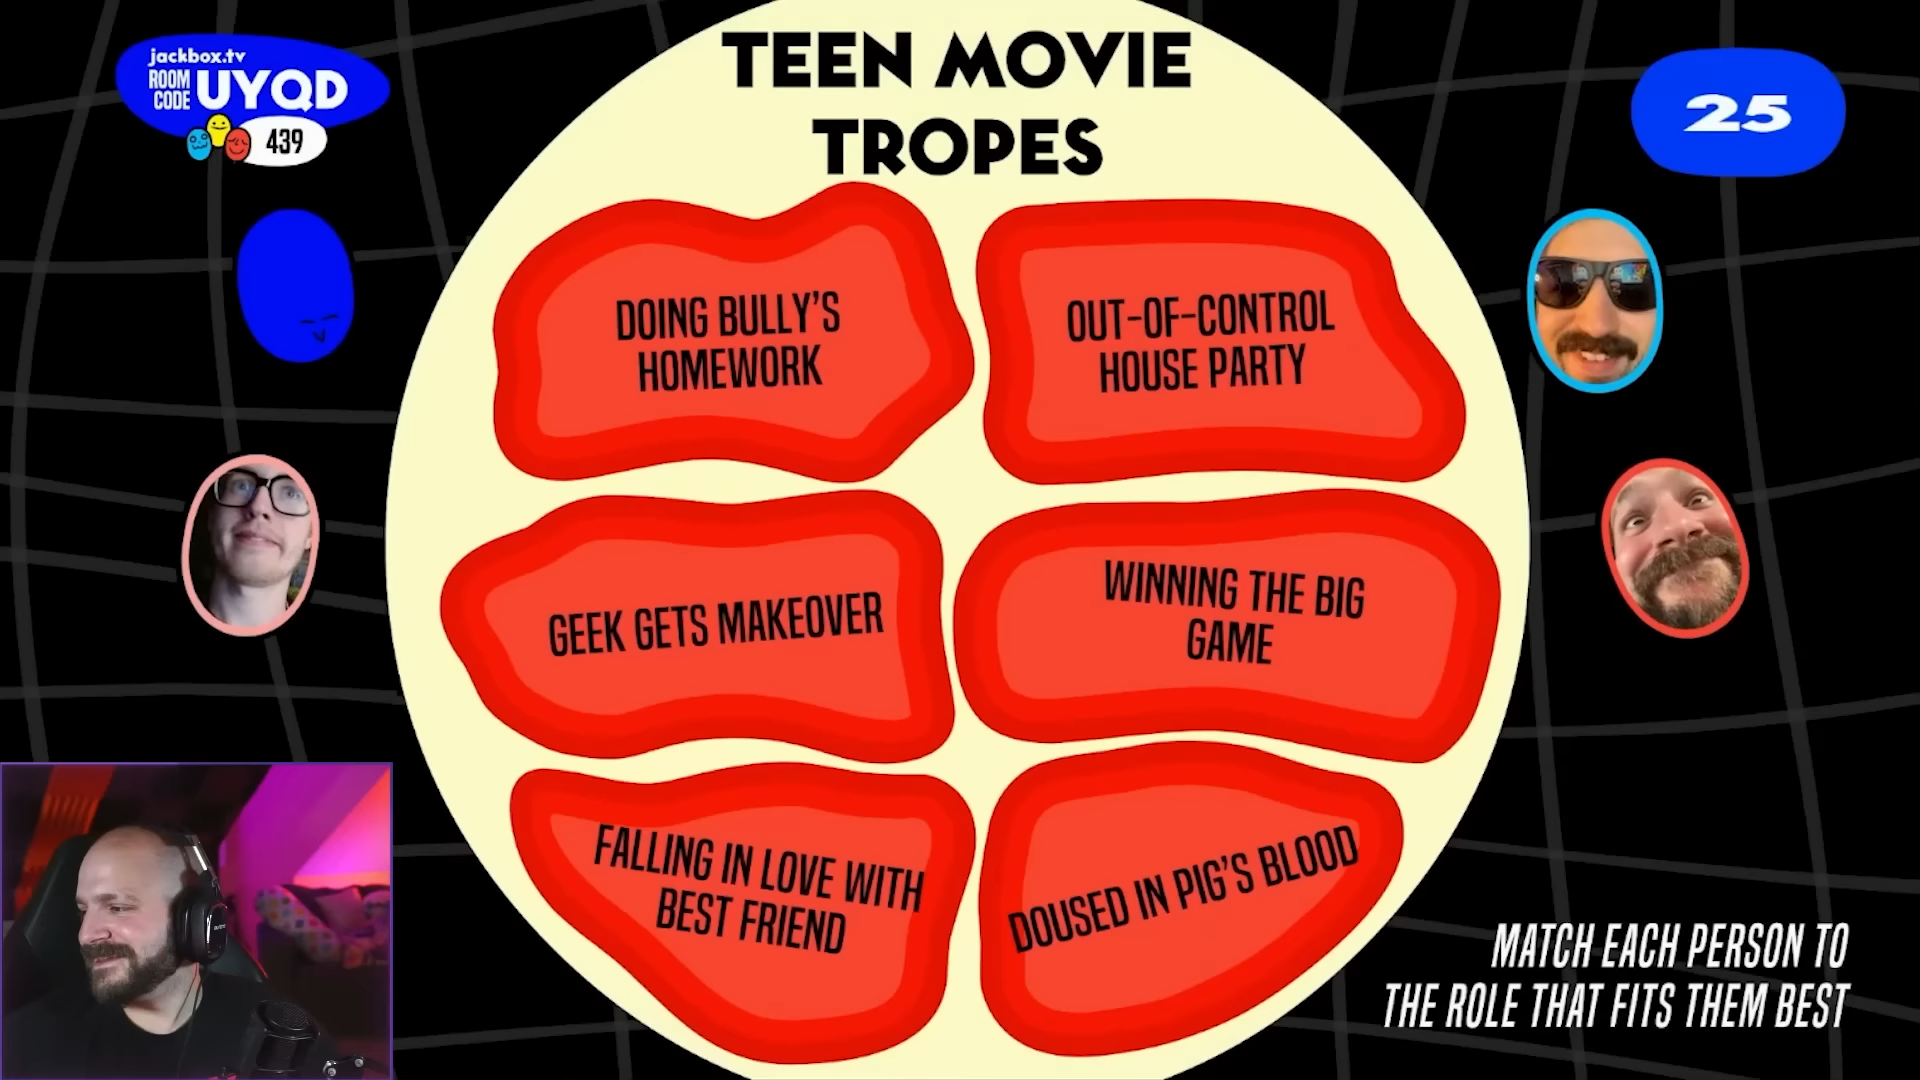 jackbox.tv
ROOM
CODE
UYQD
439
TEEN MOVIE
TROPES
25
DOING BULLY'S
HOMEWORK
OUT-OF-CONTROL
HOUSE PARTY
GEEK GETS MAKEOVER
WINNING THE BIG
GAME
FALLING IN LOVE WITH
BEST FRIEND
DOUSED IN PIG'S BLOOD
MATCH EACH PERSON TO
THE ROLE THAT FITS THEM BEST